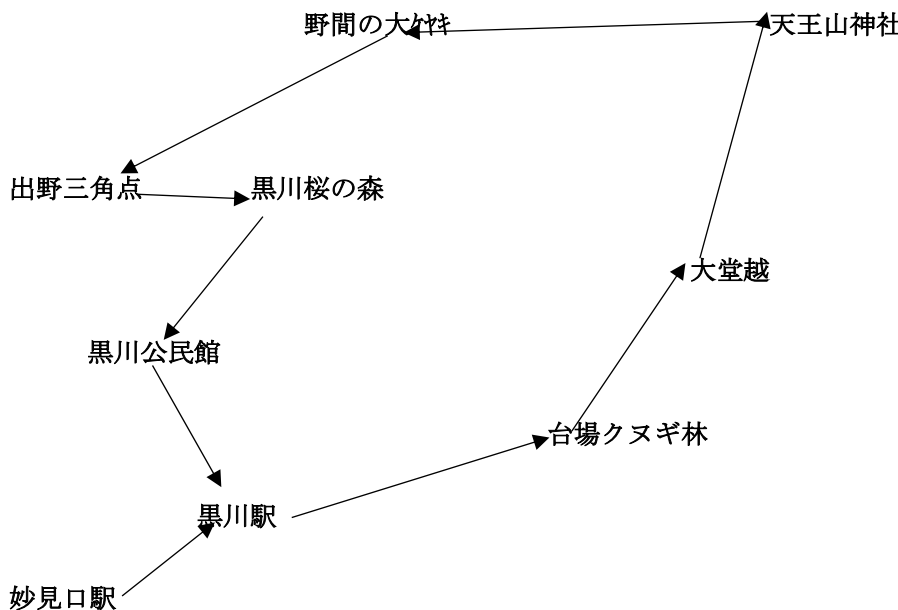 野間の大ｹﾔｷ
天王山神社
出野三角点
黒川桜の森
大堂越
黒川公民館
台場クヌギ林
黒川駅
妙見口駅